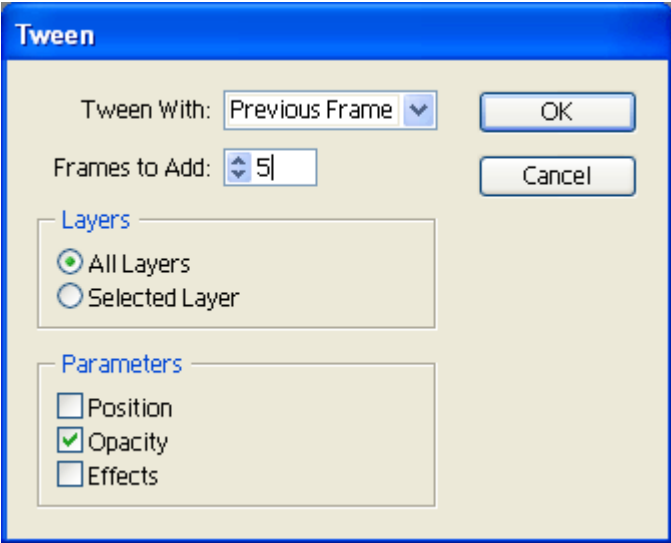 Tween
Tween With: Previous Frame
OK
Frames to Add: 5
Cancel
Layers
All Layers
Selected Layer
Parameters
Position
Opacity
Effects